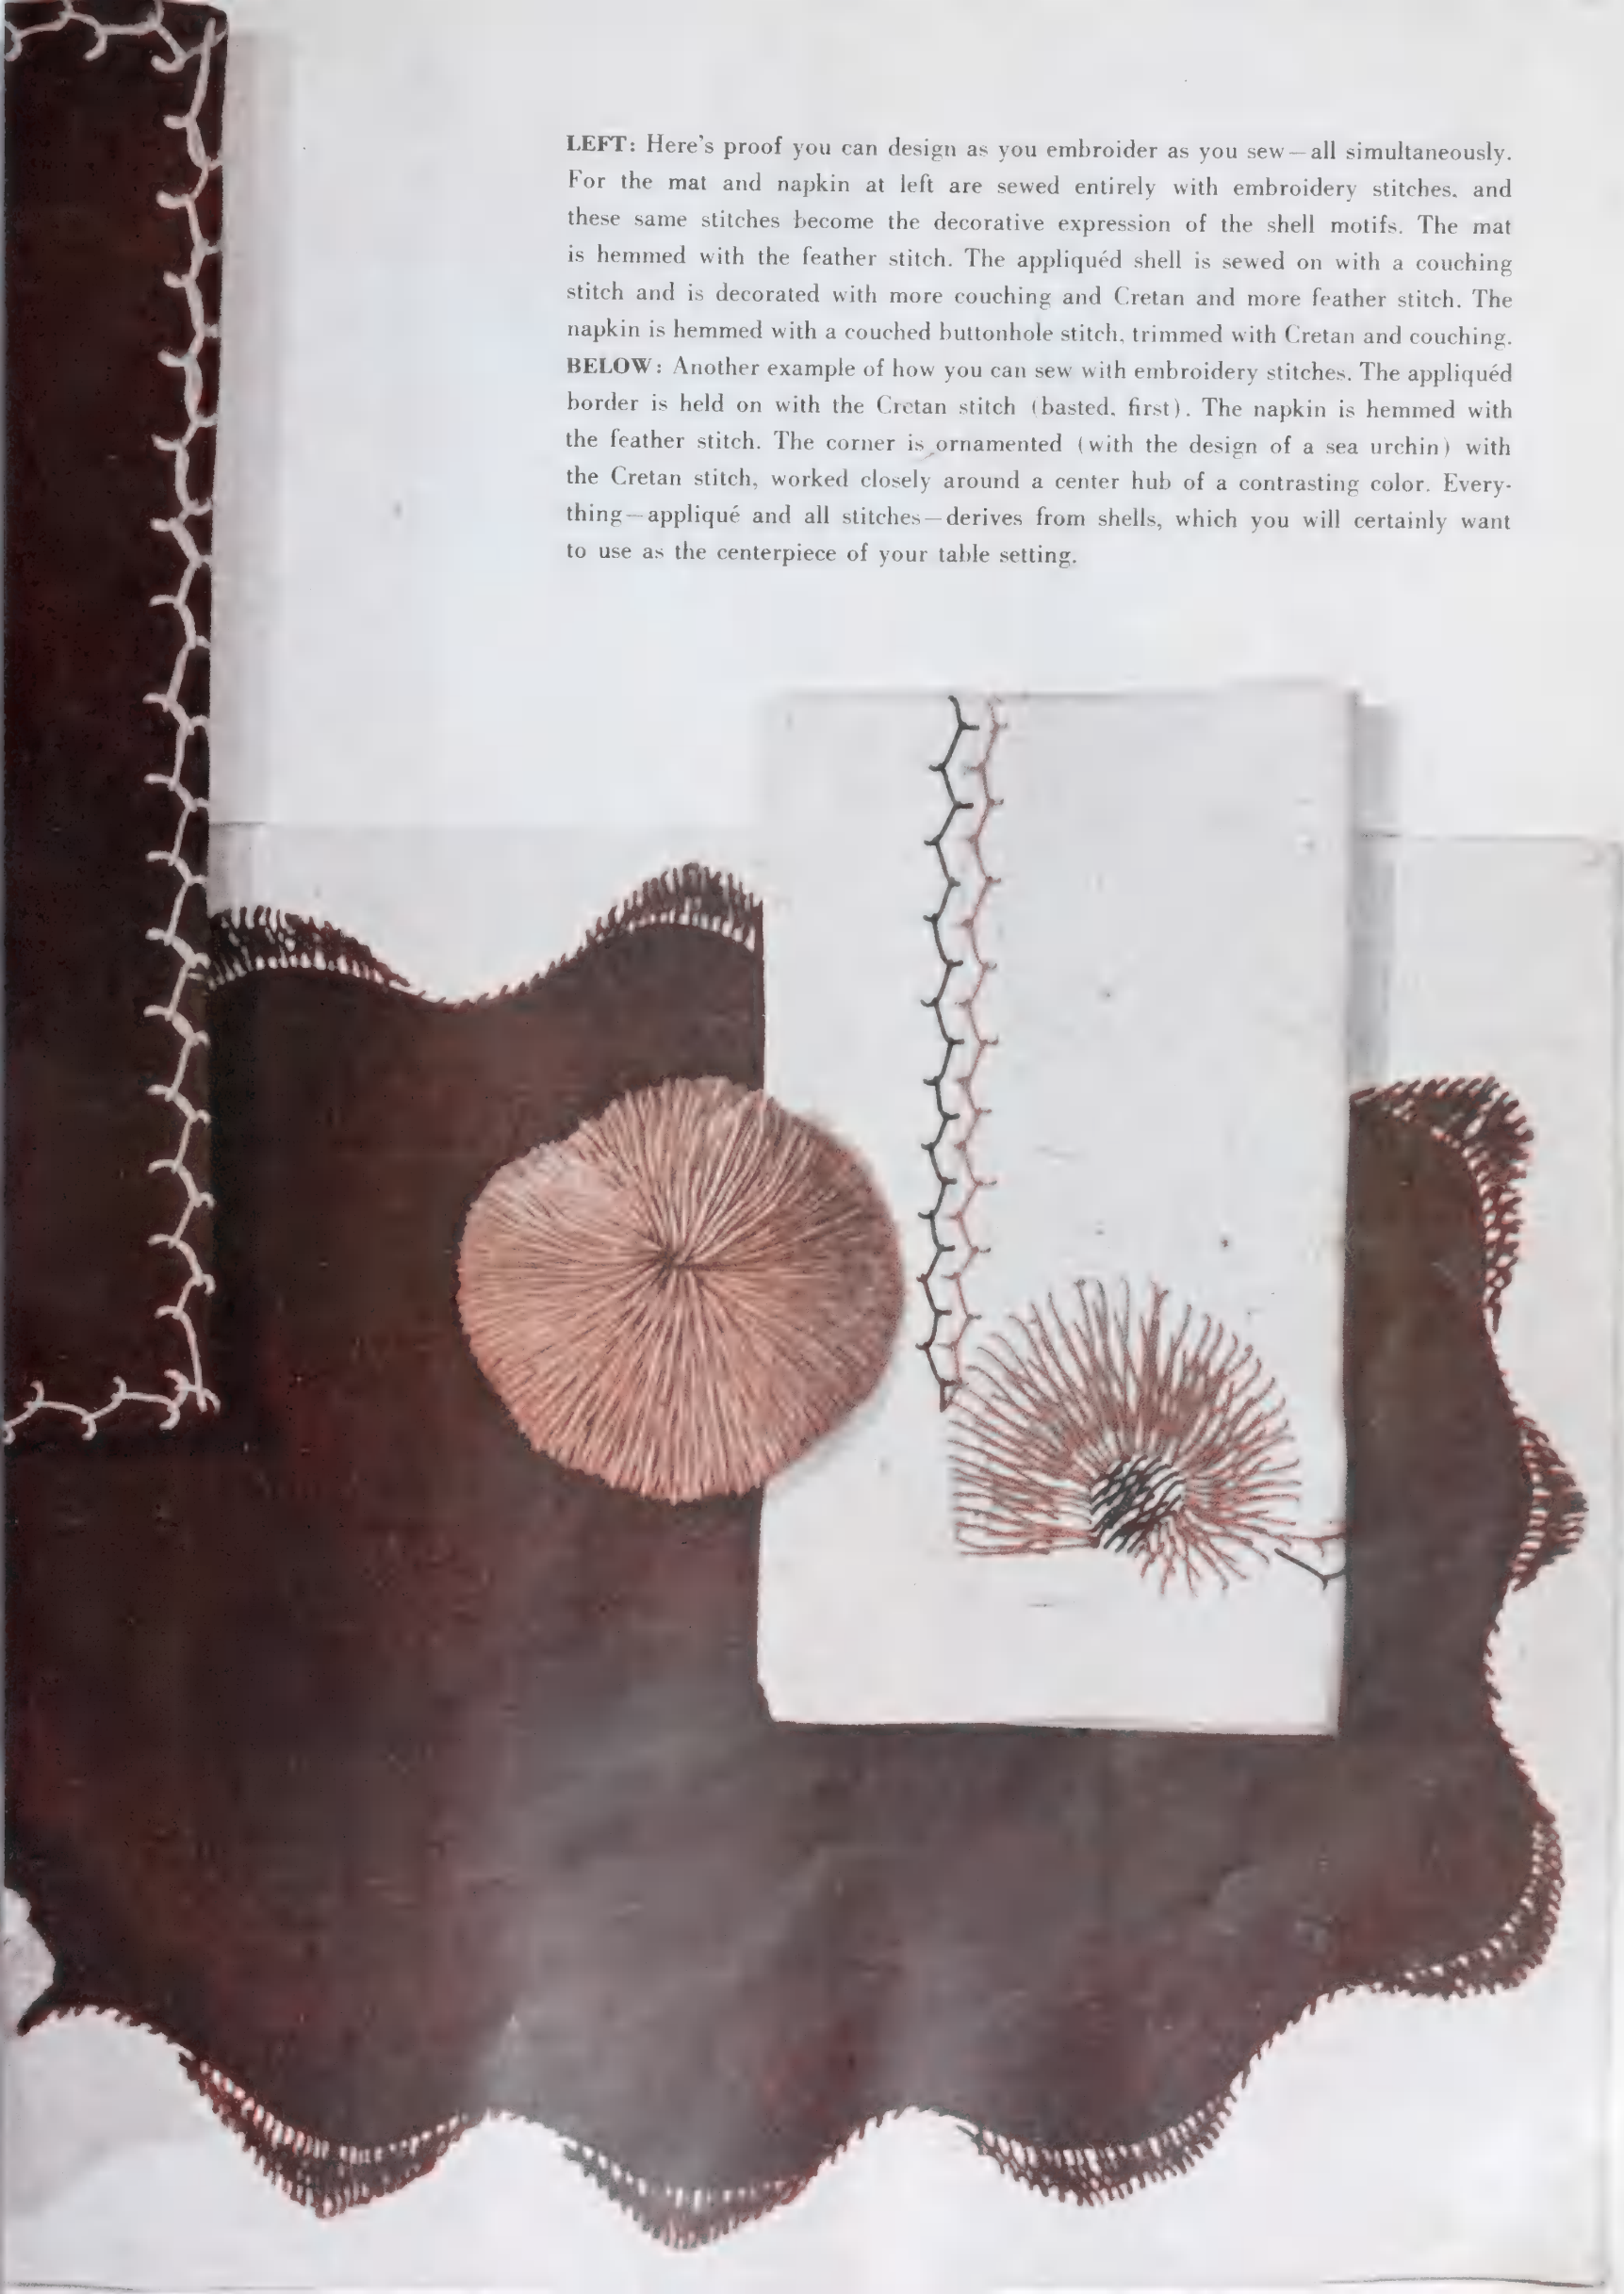 LEFT: Here's proof you can design as you embroider as you sew—all simultaneously.
For the mat and napkin at left are sewed entirely with embroidery stitches, and
these same stitches become the decorative expression of the shell motifs. The mat
is hemmed with the feather stitch. The appliquéd shell is sewed on with a couching
stitch and is decorated with more couching and Cretan and more feather stitch. The
napkin is hemmed with a couched buttonhole stitch, trimmed with Cretan and couching.
BELOW: Another example of how you can sew with embroidery stitches. The appliquéd
border is held on with the Cretan stitch (basted, first). The napkin is hemmed with
the feather stitch. The corner is ornamented (with the design of a sea urchin) with
the Cretan stitch, worked closely around a center hub of a contrasting color. Every-
thing—appliqué and all stitches—derives from shells, which you will certainly want
to use as the centerpiece of your table setting.